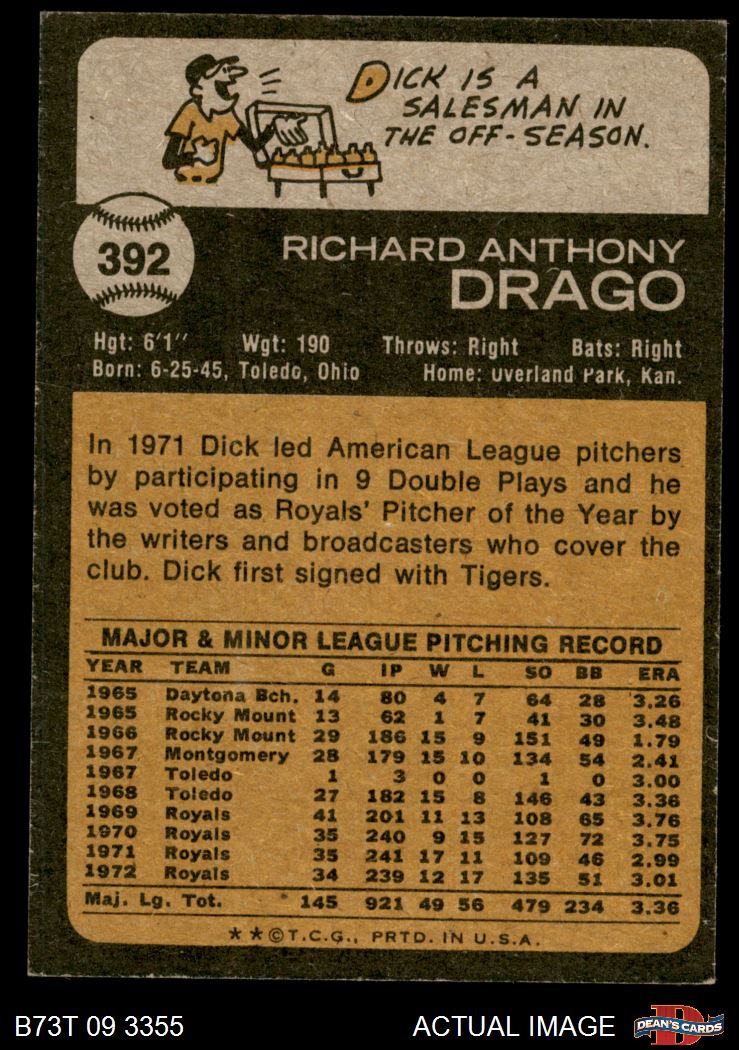 DICK IS A
SALESMAN IN
THE OFF-SEASON.
392
RICHARD ANTHONY
DRAGO
Hgt: 6'1" Wgt: 190 Throws: Right Bats: Right
Born: 6-25-45, Toledo, Ohio Home: Overland Park, Kan.
In 1971 Dick led American League pitchers
by participating in 9 Double Plays and he
was voted as Royals' Pitcher of the Year by
the writers and broadcasters who cover the
club. Dick first signed with Tigers.
MAJOR & MINOR LEAGUE PITCHING RECORD
YEAR TEAM G IP W L SO BB ERA
1965 Daytona Bch. 14 80 4 7 64 28 3.26
1965 Rocky Mount 13 62 1 7 41 30 3.48
1966 Rocky Mount 29 186 15 9 151 49 1.79
1967 Montgomery 28 179 15 10 134 54 2.41
1967 Toledo 1 3 0 0 1 0 3.00
1968 Toledo 27 182 15 8 146 43 3.36
1969 Royals 41 201 11 13 108 65 3.76
1970 Royals 35 240 9 15 127 72 3.75
1971 Royals 35 241 17 11 109 46 2.99
1972 Royals 34 239 12 17 135 51 3.01
Maj. Lg. Tot. 145 921 49 56 479 234 3.36
**©T.C.G., PRTD. IN U.S.A.
B73T 09 3355 ACTUAL IMAGE D DEAN'S CARDS